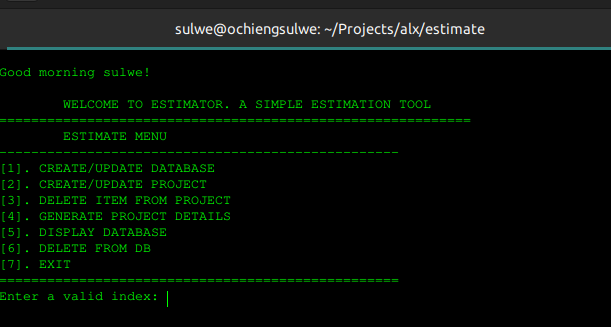 sulwe@ochiengsulwe: ~/Projects/alx/estimate
Good morning sulwe!
WELCOME TO ESTIMATOR. A SIMPLE ESTIMATION TOOL
===========================================================
ESTIMATE MENU
--------------------------------------------------
[1]. CREATE/UPDATE DATABASE
[2]. CREATE/UPDATE PROJECT
[3]. DELETE ITEM FROM PROJECT
[4]. GENERATE PROJECT DETAILS
[5]. DISPLAY DATABASE
[6]. DELETE FROM DB
[7]. EXIT
==================================================
Enter a valid index: